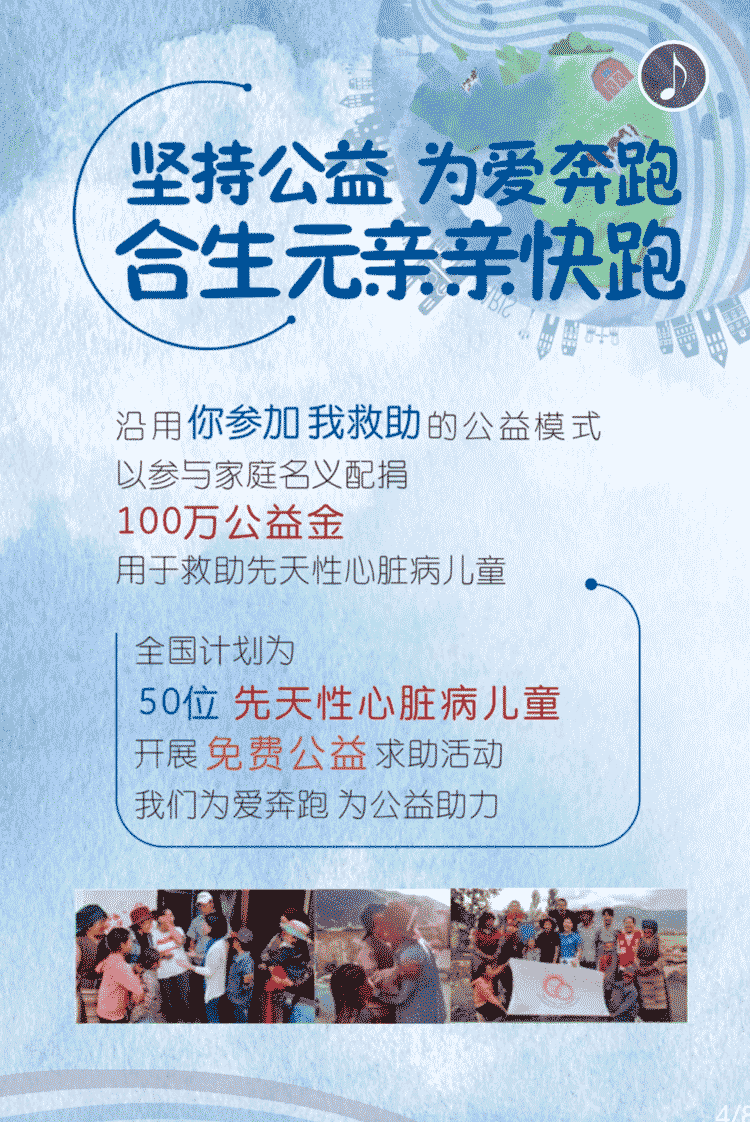 坚持公益 为爱奔跑
合生元亲亲快跑
沿用你参加 我救助的公益模式
以参与家庭名义配捐
100万公益金
用于救助先天性心脏病儿童
全国计划为
50位 先天性心脏病儿童
开展 免费公益 求助活动
我们为爱奔跑 为公益助力
4/8